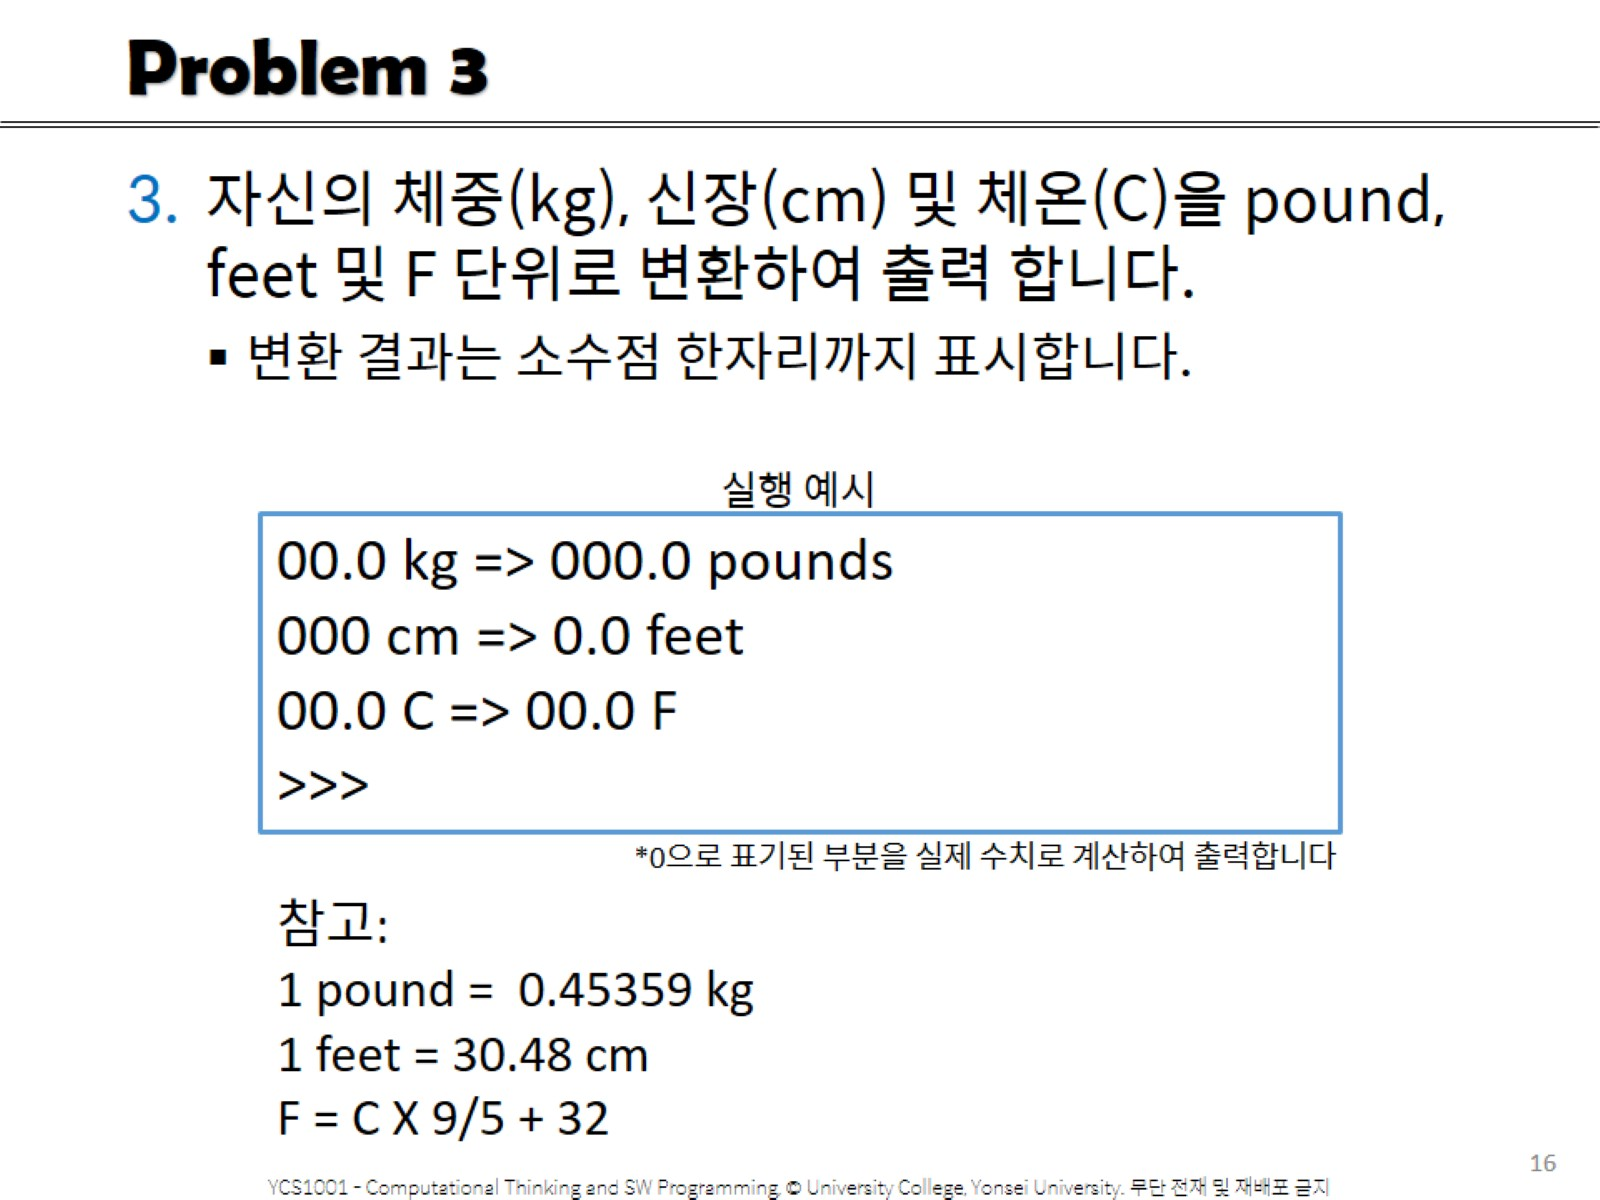 Problem 3
3. 자신의 체중(kg), 신장(cm) 및 체온(C)을 pound,
feet 및 F 단위로 변환하여 출력 합니다.
▪ 변환 결과는 소수점 한자리까지 표시합니다.
실행 예시
00.0 kg => 000.0 pounds
000 cm => 0.0 feet
00.0 C => 00.0 F
>>>
*0으로 표기된 부분을 실제 수치로 계산하여 출력합니다
참고:
1 pound = 0.45359 kg
1 feet = 30.48 cm
F = C X 9/5 + 32
16
YCS1001 - Computational Thinking and SW Programming, © University College, Yonsei University. 무단 전재 및 재배포 금지